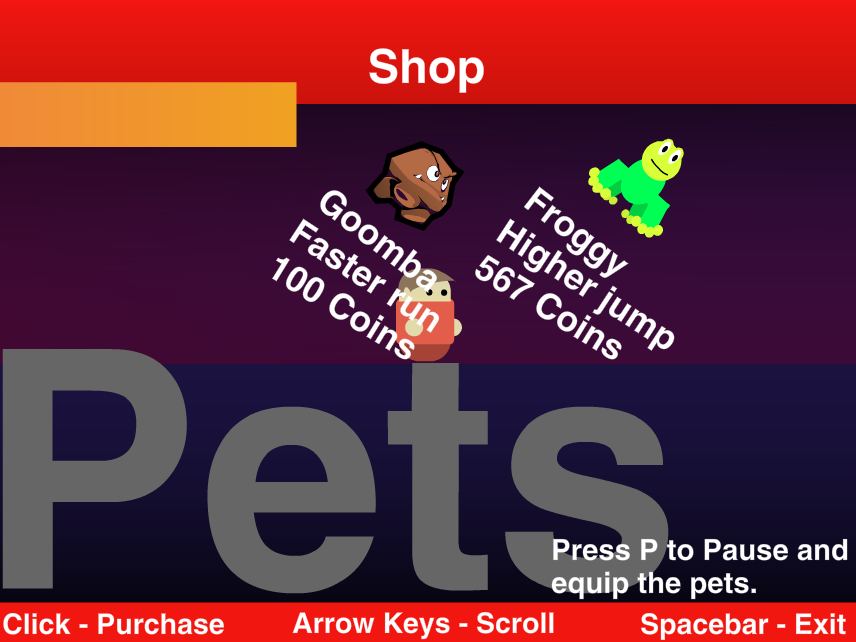 Shop
Goomba
Faster run
100 Coins
Froggy
Higher jump
567 Coins
Pets
Press P to Pause and
equip the pets.
Click - Purchase
Arrow Keys - Scroll
Spacebar - Exit